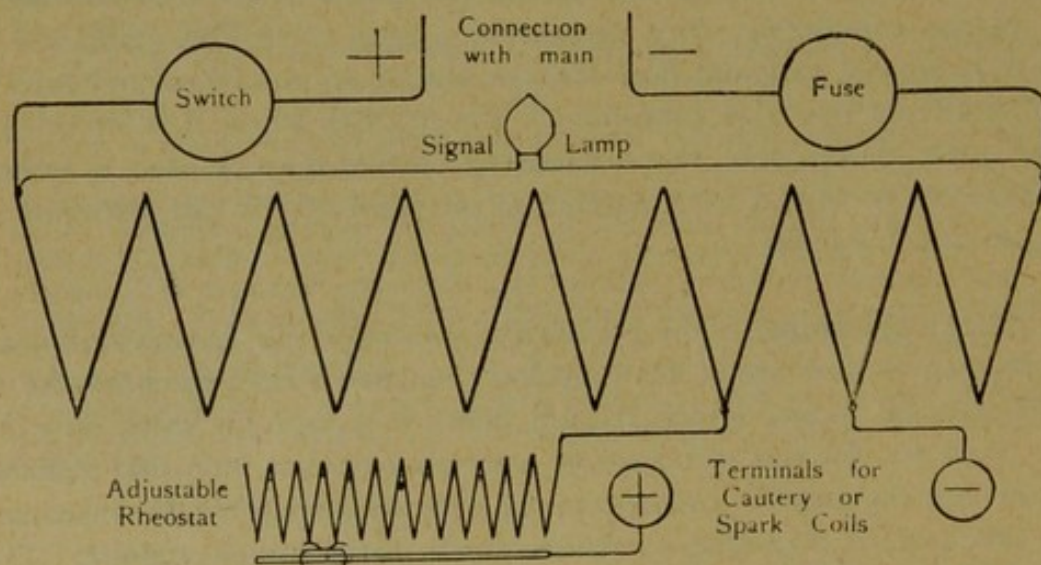 Connection
with main
+
−
Switch
Fuse
Signal Lamp
Adjustable
Rheostat
+
Terminals for
Cautery or
Spark Coils
−